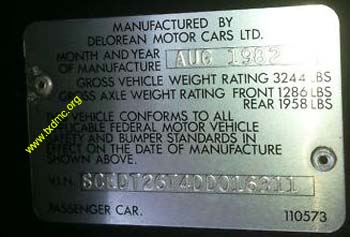 MANUFACTURED BY
DELOREAN MOTOR CARS LTD.
MONTH AND YEAR
OF MANUFACTURE AUG 1982
GROSS VEHICLE WEIGHT RATING 3244 LBS
GROSS AXLE WEIGHT RATING FRONT 1286 LBS
REAR 1958 LBS
VEHICLE CONFORMS TO ALL
FEDERAL MOTOR VEHICLE
AND BUMPER STANDARDS IN
EFFECT ON THE DATE OF MANUFACTURE
SHOWN ABOVE.
V.I.N.
PASSENGER CAR. 110573
www.txdmc.org